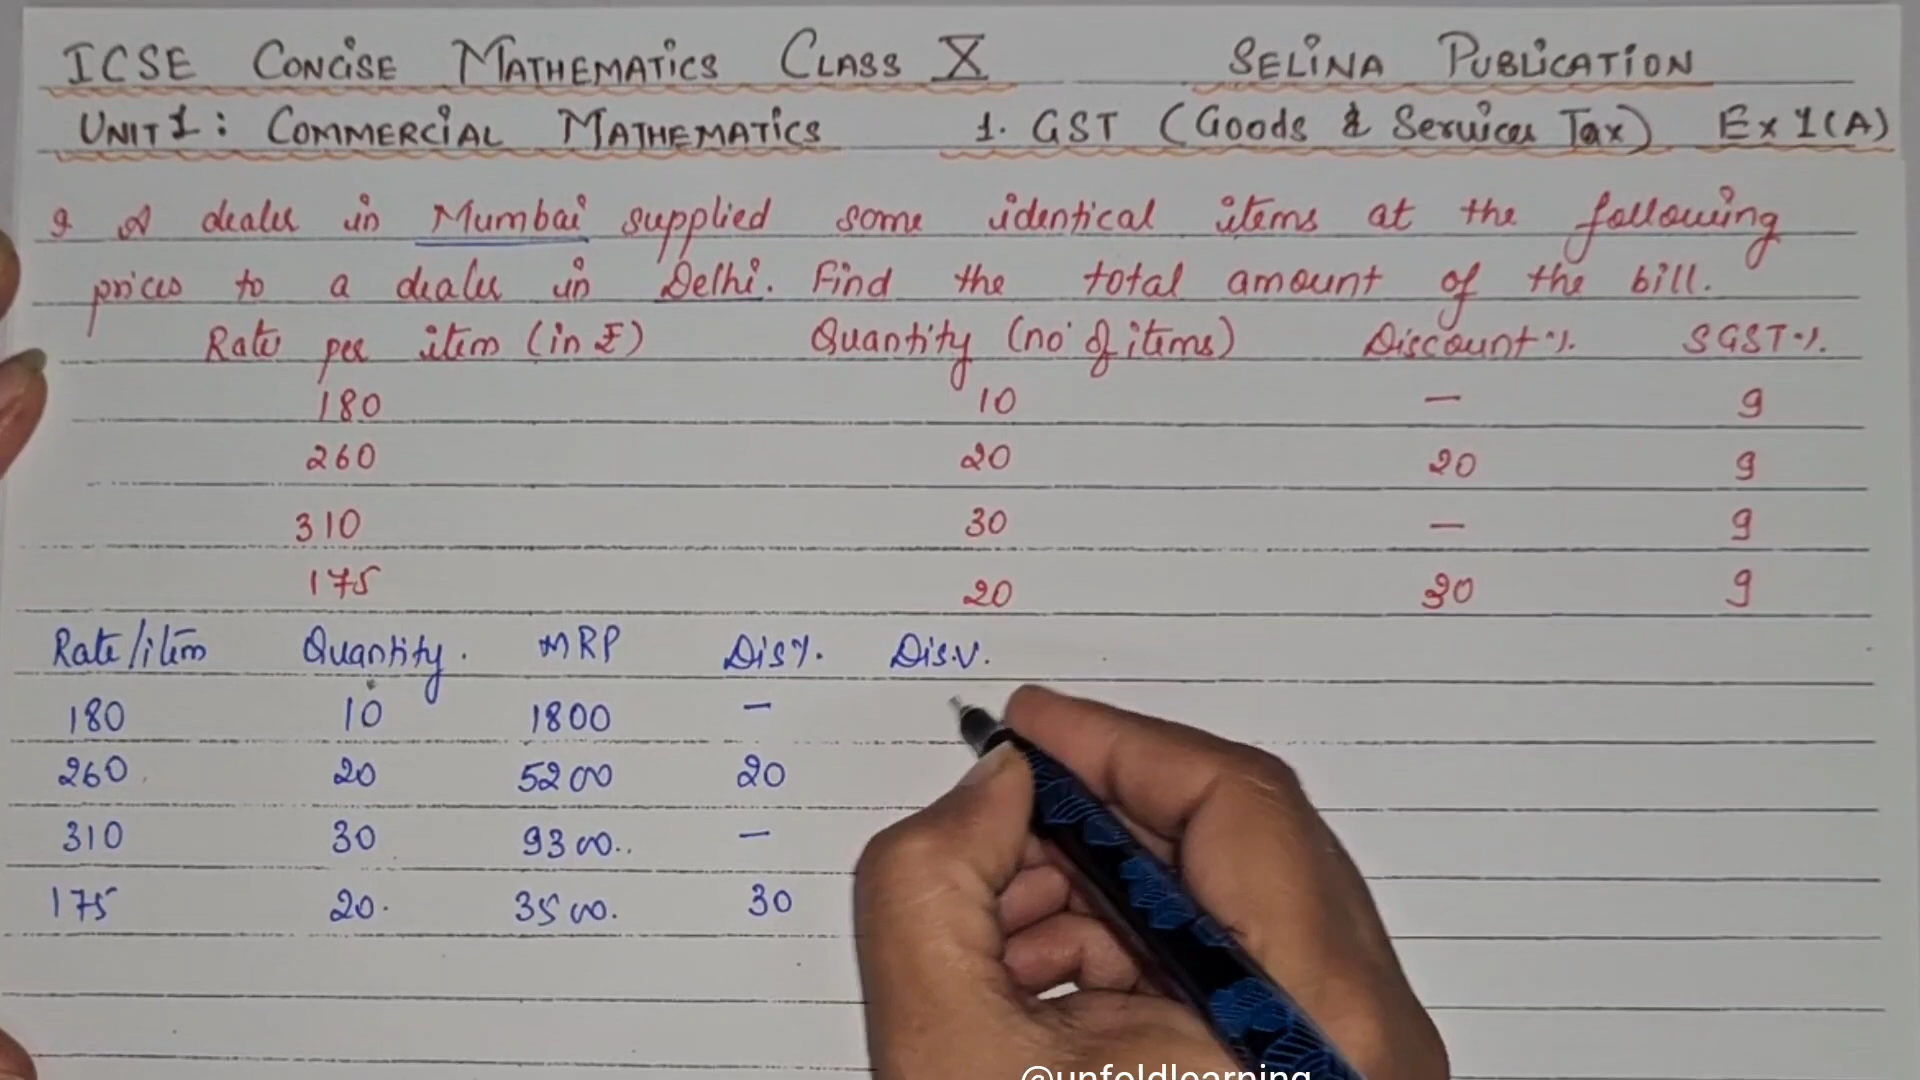 ICSE CONCISE MATHEMATICS CLASS X SELINA PUBLICATION
UNIT 1: COMMERCIAL MATHEMATICS 1. GST (Goods & Services Tax) Ex 1(A)
9 A dealer in Mumbai supplied some identical items at the following
prices to a dealer in Delhi. Find the total amount of the bill.
Rate per item (in ₹) Quantity (no of items) Discount % SGST %
180 10 — 9
260 20 20 9
310 30 — 9
175 20 30 9
Rate/item Quantity. MRP Dis%. Dis.V.
180 10 1800 —
260. 20 5200 20
310 30 9300.. —
175 20. 3500. 30
@unfoldlearning